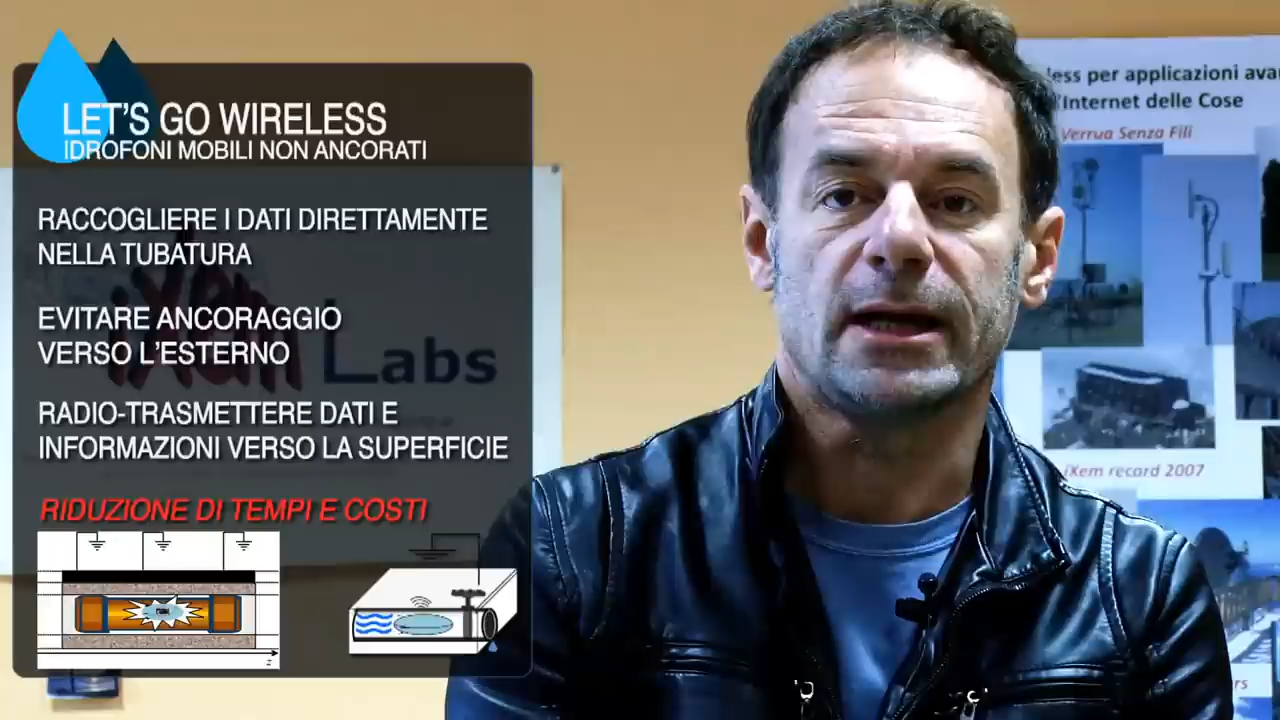 LET'S GO WIRELESS
IDROFONI MOBILI NON ANCORATI
RACCOGLIERE I DATI DIRETTAMENTE
NELLA TUBATURA
EVITARE ANCORAGGIO
VERSO L'ESTERNO
RADIO-TRASMETTERE DATI E
INFORMAZIONI VERSO LA SUPERFICIE
RIDUZIONE DI TEMPI E COSTI
z
iXem Labs
less per applicazioni avan
l'Internet delle Cose
Verrua Senza Fili
iXem record 2007